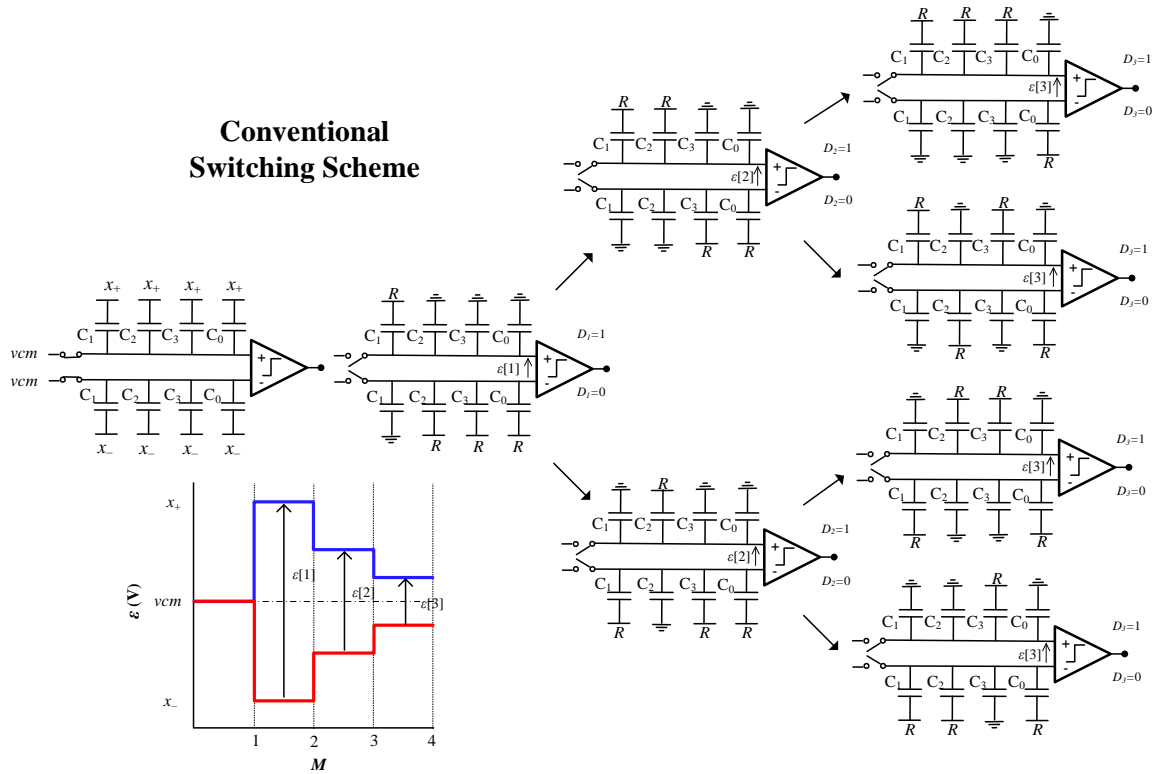 Conventional
Switching Scheme
x+ x+ x+ x+
C1 C2 C3 C0
vcm
vcm
+
-
C1 C2 C3 C0
x− x− x− x−
R
C1 C2 C3 C0
D1=1
+
ε[1]
-
D1=0
C1 C2 C3 C0
R R R
R R
C1 C2 C3 C0
D2=1
+
ε[2]
-
D2=0
C1 C2 C3 C0
R R
R
C1 C2 C3 C0
D2=1
+
ε[2]
-
D2=0
C1 C2 C3 C0
R R R
R R R
C1 C2 C3 C0
D3=1
+
ε[3]
-
D3=0
C1 C2 C3 C0
R
R R
C1 C2 C3 C0
D3=1
+
ε[3]
-
D3=0
C1 C2 C3 C0
R R
R R
C1 C2 C3 C0
D3=1
+
ε[3]
-
D3=0
C1 C2 C3 C0
R R
R
C1 C2 C3 C0
D3=1
+
ε[3]
-
D3=0
C1 C2 C3 C0
R R R
ε (V)
x+
vcm
x−
ε[1]
ε[2]
ε[3]
1 2 3 4
M